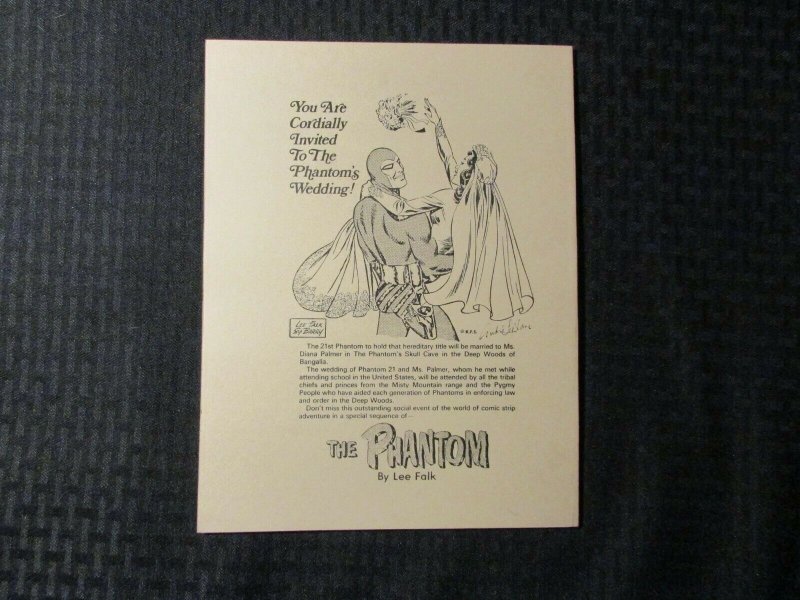 You Are
Cordially
Invited
To The
Phantom's
Wedding!
LEE FALK
SY BARRY
© K.F.S.
The 21st Phantom to hold that hereditary title will be married to Ms.
Diana Palmer in The Phantom's Skull Cave in the Deep Woods of
Bangalla.
The wedding of Phantom 21 and Ms. Palmer, whom he met while
attending school in the United States, will be attended by all the tribal
chiefs and princes from the Misty Mountain range and the Pygmy
People who have aided each generation of Phantoms in enforcing law
and order in the Deep Woods.
Don't miss this outstanding social event of the world of comic strip
adventure in a special sequence of—
THE PHANTOM
By Lee Falk